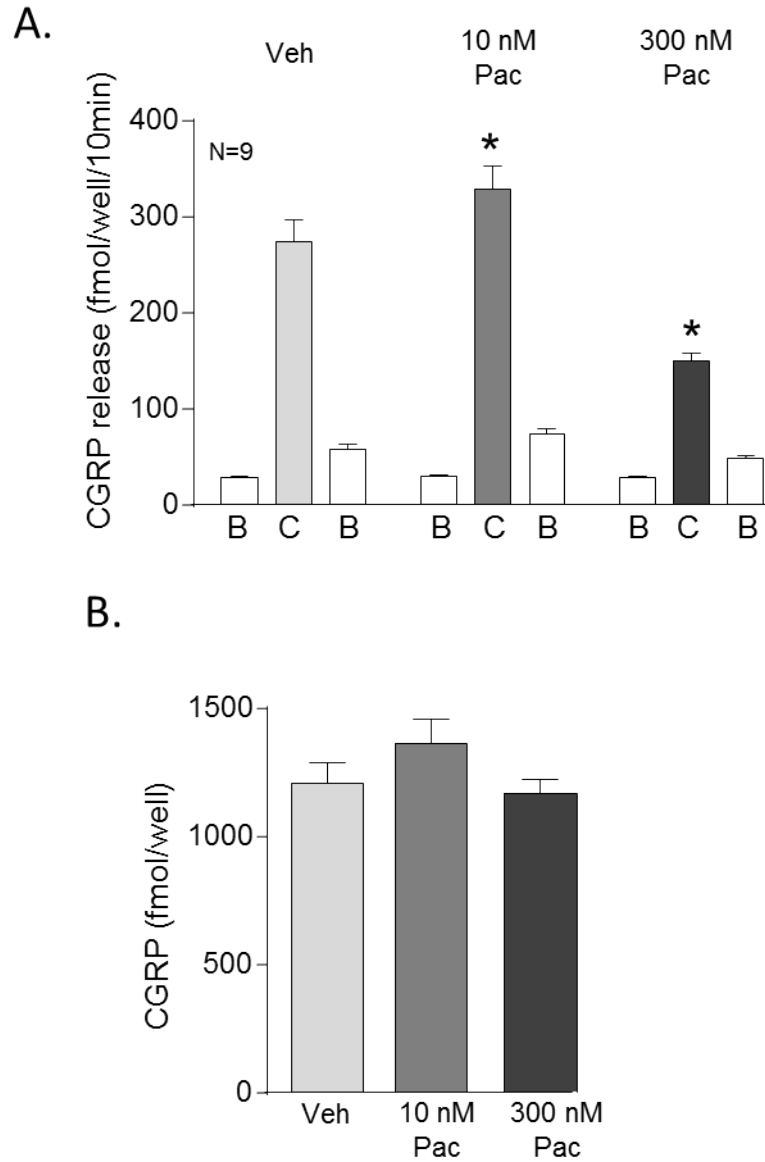 A.
Veh
10 nM
Pac
300 nM
Pac
CGRP release (fmol/well/10min)
400
300
200
100
0
N=9
*
*
B C B
B C B
B C B
B.
CGRP (fmol/well)
1500
1000
500
0
Veh
10 nM
Pac
300 nM
Pac